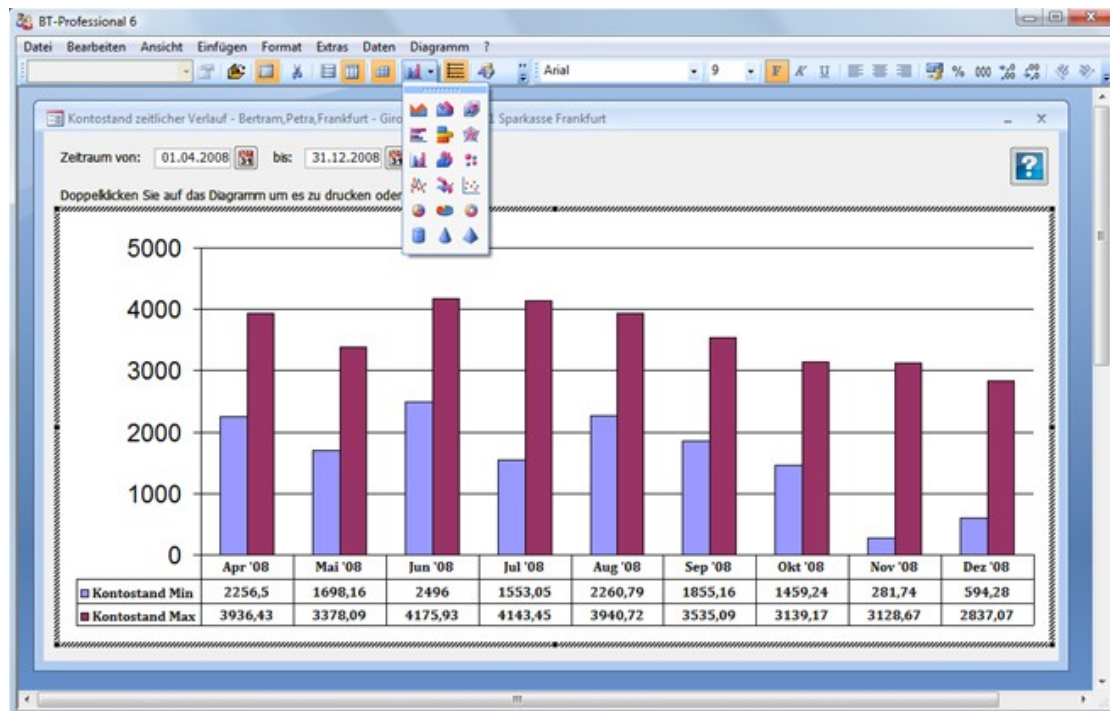 BT-Professional 6
Datei Bearbeiten Ansicht Einfügen Format Extras Daten Diagramm ?
Arial 9 F K U % 000
Kontostand zeitlicher Verlauf - Bertram,Petra,Frankfurt - Giro 1 Sparkasse Frankfurt
Zeitraum von: 01.04.2008 bis: 31.12.2008
Doppelklicken Sie auf das Diagramm um es zu drucken oder
5000
4000
3000
2000
1000
0
Apr '08 Mai '08 Jun '08 Jul '08 Aug '08 Sep '08 Okt '08 Nov '08 Dez '08
Kontostand Min 2256,5 1698,16 2496 1553,05 2260,79 1855,16 1459,24 281,74 594,28
Kontostand Max 3936,43 3378,09 4175,93 4143,45 3940,72 3535,09 3139,17 3128,67 2837,07